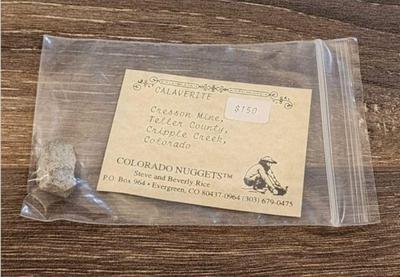 CALAVERITE
$150
Cresson Mine,
Teller County,
Cripple Creek,
Colorado
COLORADO NUGGETS™
Steve and Beverly Rice
P.O. Box 964 • Evergreen, CO 80437-0964 (303) 679-0475